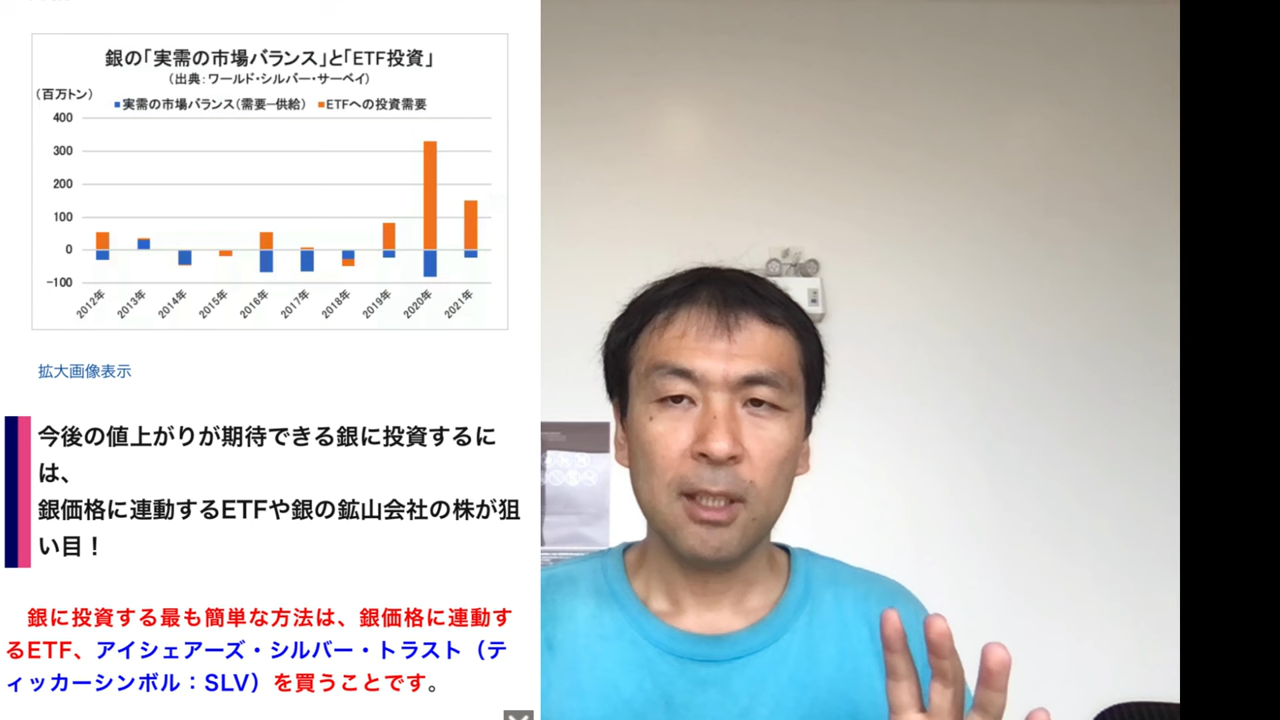 銀の「実需の市場バランス」と「ETF投資」
（出典：ワールド・シルバー・サーベイ）
（百万トン）
■実需の市場バランス（需要−供給） ■ETFへの投資需要
400
300
200
100
0
−100
2012年 2013年 2014年 2015年 2016年 2017年 2018年 2019年 2020年 2021年
拡大画像表示
今後の値上がりが期待できる銀に投資するに
は、
銀価格に連動するETFや銀の鉱山会社の株が狙
い目！
銀に投資する最も簡単な方法は、銀価格に連動す
るETF、アイシェアーズ・シルバー・トラスト（テ
ィッカーシンボル：SLV）を買うことです。